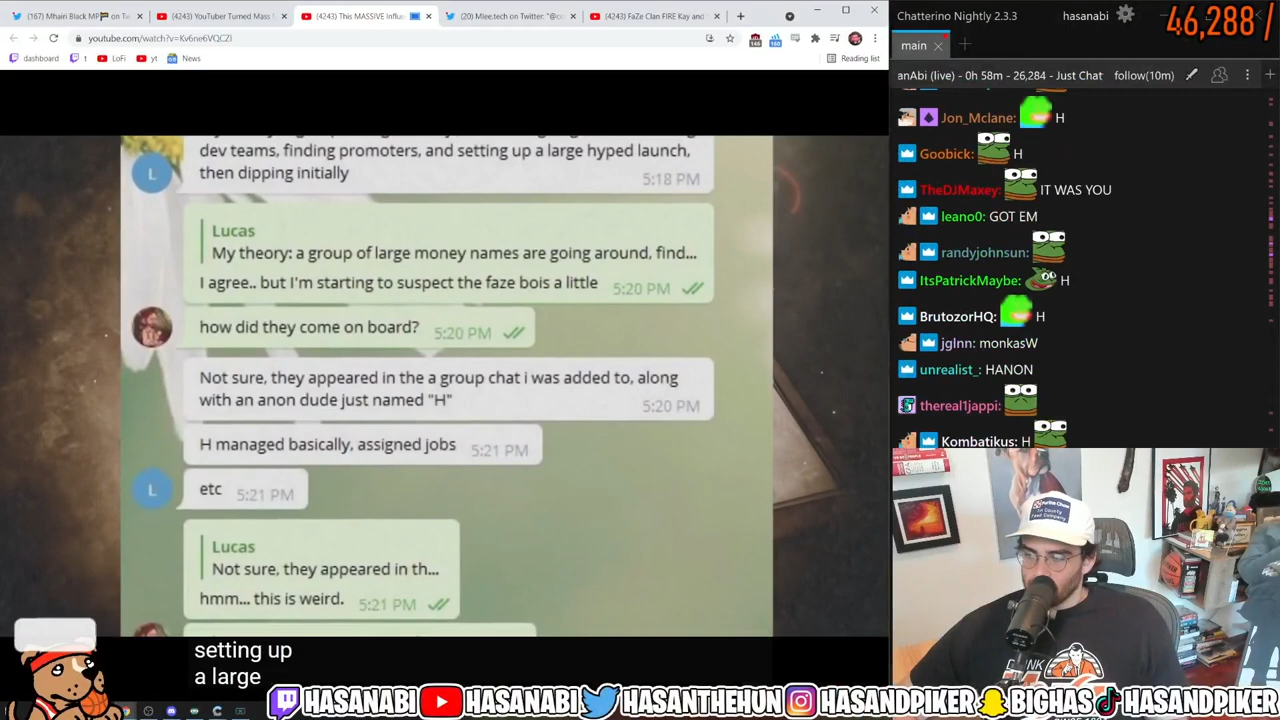 (167) Mhairi Black MP
on Tw
(4243) YouTuber Turned Mass M
(4243) This MASSIVE Influe
(20) Mlee.tech on Twitter: "@co
(4243) FaZe Clan FIRE Kay and
youtube.com/watch?v=Kv6ne6VQCZI
dashboard
1
LoFi
yt
News
Reading list
dev teams, finding promoters, and setting up a large hyped launch,
then dipping initially
5:18 PM
L
Lucas
My theory: a group of large money names are going around, find...
agree.. but I'm starting to suspect the faze bois a little
5:20 PM
how did they come on board?
5:20 PM
Not sure, they appeared in the a group chat i was added to, along
with an anon dude just named "H"
5:20 PM
H managed basically, assigned jobs
5:21 PM
L
etc
5:21 PM
Lucas
Not sure, they appeared in th...
hmm... this is weird.
5:21 PM
setting up
a large
Chatterino Nightly 2.3.3
hasanabi
46,288 /
main
anAbi (live) - 0h 58m - 26,284 - Just Chat
follow(10m)
Jon_Mclane: H
Goobick: H
TheDJMaxey: IT WAS YOU
leano0: GOT EM
randyjohnsun:
ItsPatrickMaybe: H
BrutozorHQ: H
jglnn: monkasW
unrealist_: HANON
thereal1jappi:
Kombatikus: H
HASANABI
HASANABI
HASANTHEHUN
HASANDPIKER
BIGHAS
HASANDPIKER